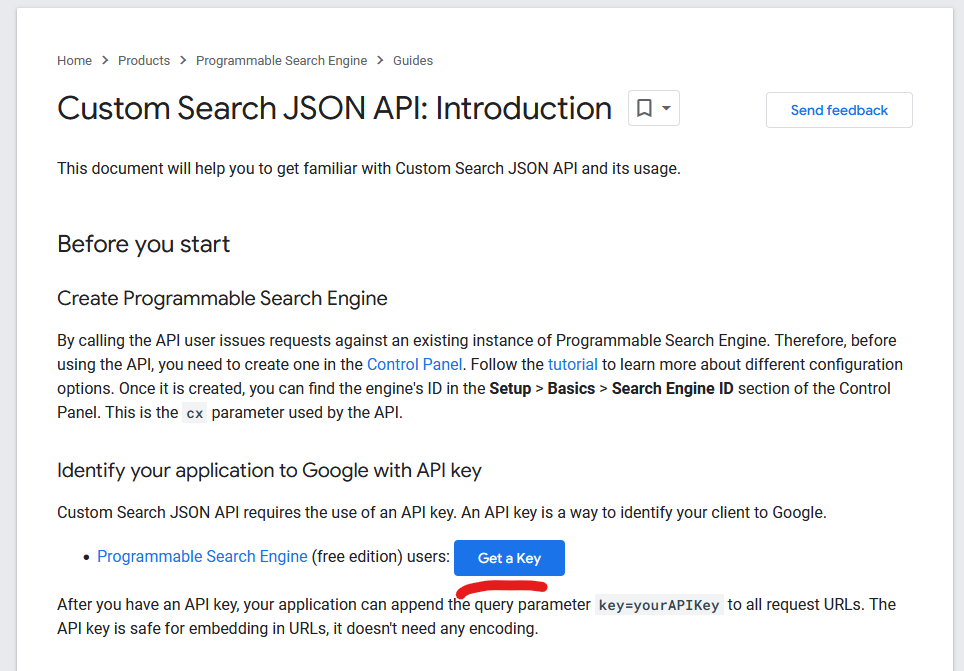 Home > Products > Programmable Search Engine > Guides
Custom Search JSON API: Introduction
Send feedback
This document will help you to get familiar with Custom Search JSON API and its usage.
Before you start
Create Programmable Search Engine
By calling the API user issues requests against an existing instance of Programmable Search Engine. Therefore, before
using the API, you need to create one in the Control Panel. Follow the tutorial to learn more about different configuration
options. Once it is created, you can find the engine's ID in the Setup > Basics > Search Engine ID section of the Control
Panel. This is the cx parameter used by the API.
Identify your application to Google with API key
Custom Search JSON API requires the use of an API key. An API key is a way to identify your client to Google.
• Programmable Search Engine (free edition) users: Get a Key
After you have an API key, your application can append the query parameter key=yourAPIKey to all request URLs. The
API key is safe for embedding in URLs, it doesn't need any encoding.